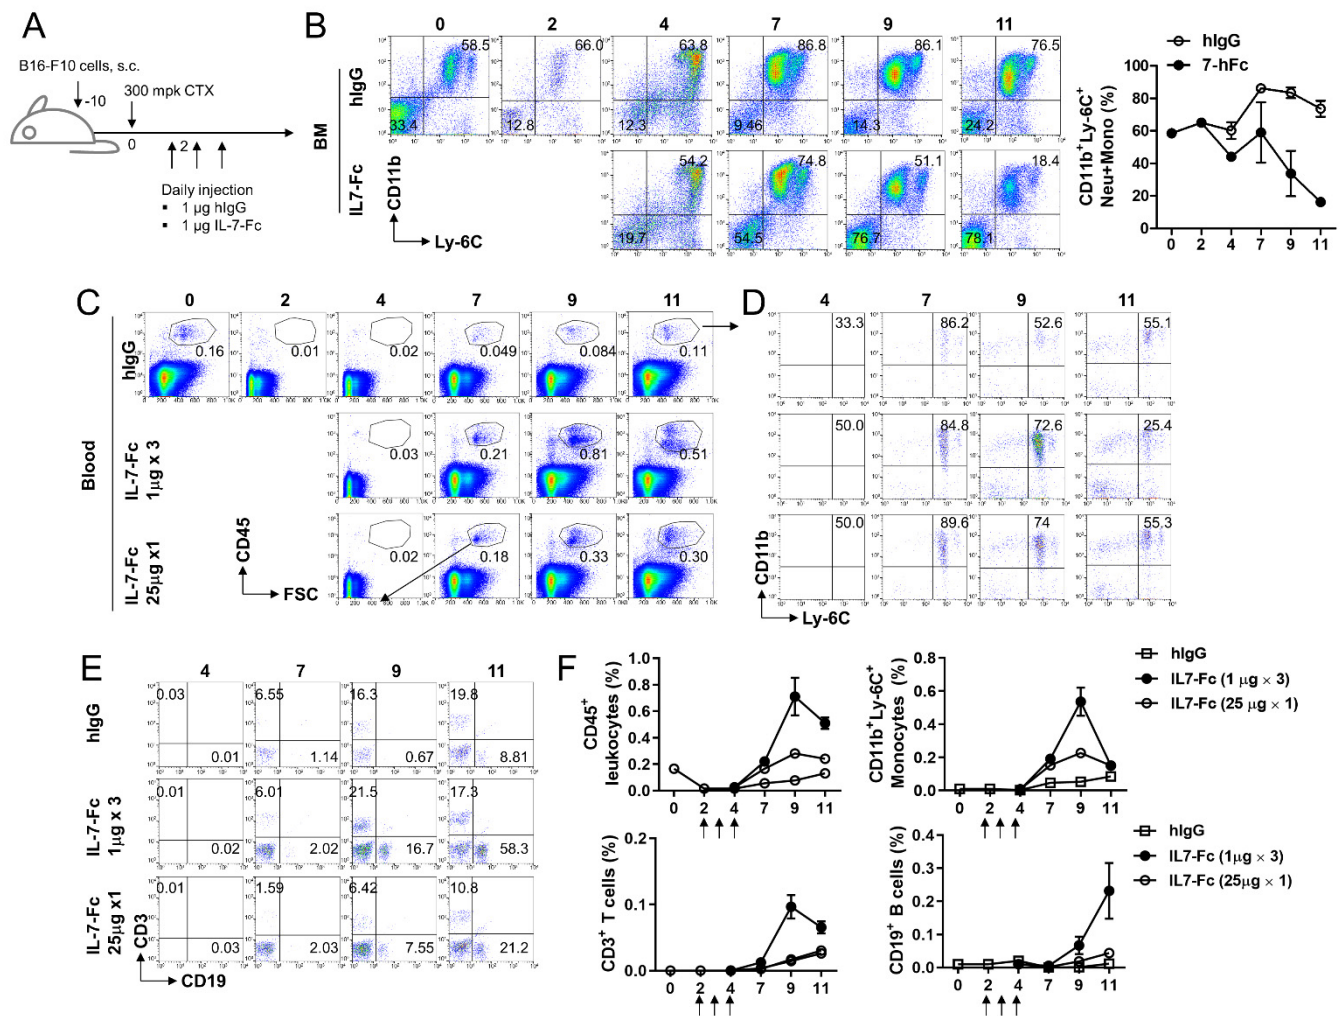 A
B16-F10 cells, s.c.
-10
300 mpk CTX
0
2
Daily injection
▪ 1 µg hIgG
▪ 1 µg IL-7-Fc
B
0 2 4 7 9 11
BM
hIgG
58.5 66.0 63.8 86.8 86.1 76.5
33.4 12.8 12.3 9.46 14.3 24.2
IL7-Fc
54.2 74.8 51.1 18.4
19.7 54.5 76.7 78.1
CD11b
Ly-6C
hIgG
7-hFc
CD11b+Ly-6C+
Neu+Mono (%)
100
80
60
40
20
0
0 2 4 7 9 11
C
0 2 4 7 9 11
Blood
hIgG
0.16 0.01 0.02 0.049 0.084 0.11
IL-7-Fc
1µg x 3
0.03 0.21 0.81 0.51
IL-7-Fc
25µg x1
0.02 0.18 0.33 0.30
CD45
FSC
D
4 7 9 11
33.3 86.2 52.6 55.1
50.0 84.8 72.6 25.4
50.0 89.6 74 55.3
CD11b
Ly-6C
E
4 7 9 11
hIgG
0.03 6.55 16.3 19.8
0.01 1.14 0.67 8.81
IL-7-Fc
1µg x 3
0.01 6.01 21.5 17.3
0.02 2.02 16.7 58.3
IL-7-Fc
25µg x1
0.01 1.59 6.42 10.8
0.03 2.03 7.55 21.2
CD3
CD19
F
CD45+
leukocytes (%)
1.0
0.8
0.6
0.4
0.2
0.0
0 2 4 7 9 11
CD11b+Ly-6C+
Monocytes (%)
0.8
0.6
0.4
0.2
0.0
0 2 4 7 9 11
hIgG
IL7-Fc (1 µg × 3)
IL7-Fc (25 µg × 1)
CD3+ T cells (%)
0.2
0.1
0.0
0 2 4 7 9 11
CD19+ B cells (%)
0.4
0.3
0.2
0.1
0.0
0 2 4 7 9 11
hIgG
IL7-Fc (1µg × 3)
IL7-Fc (25µg × 1)